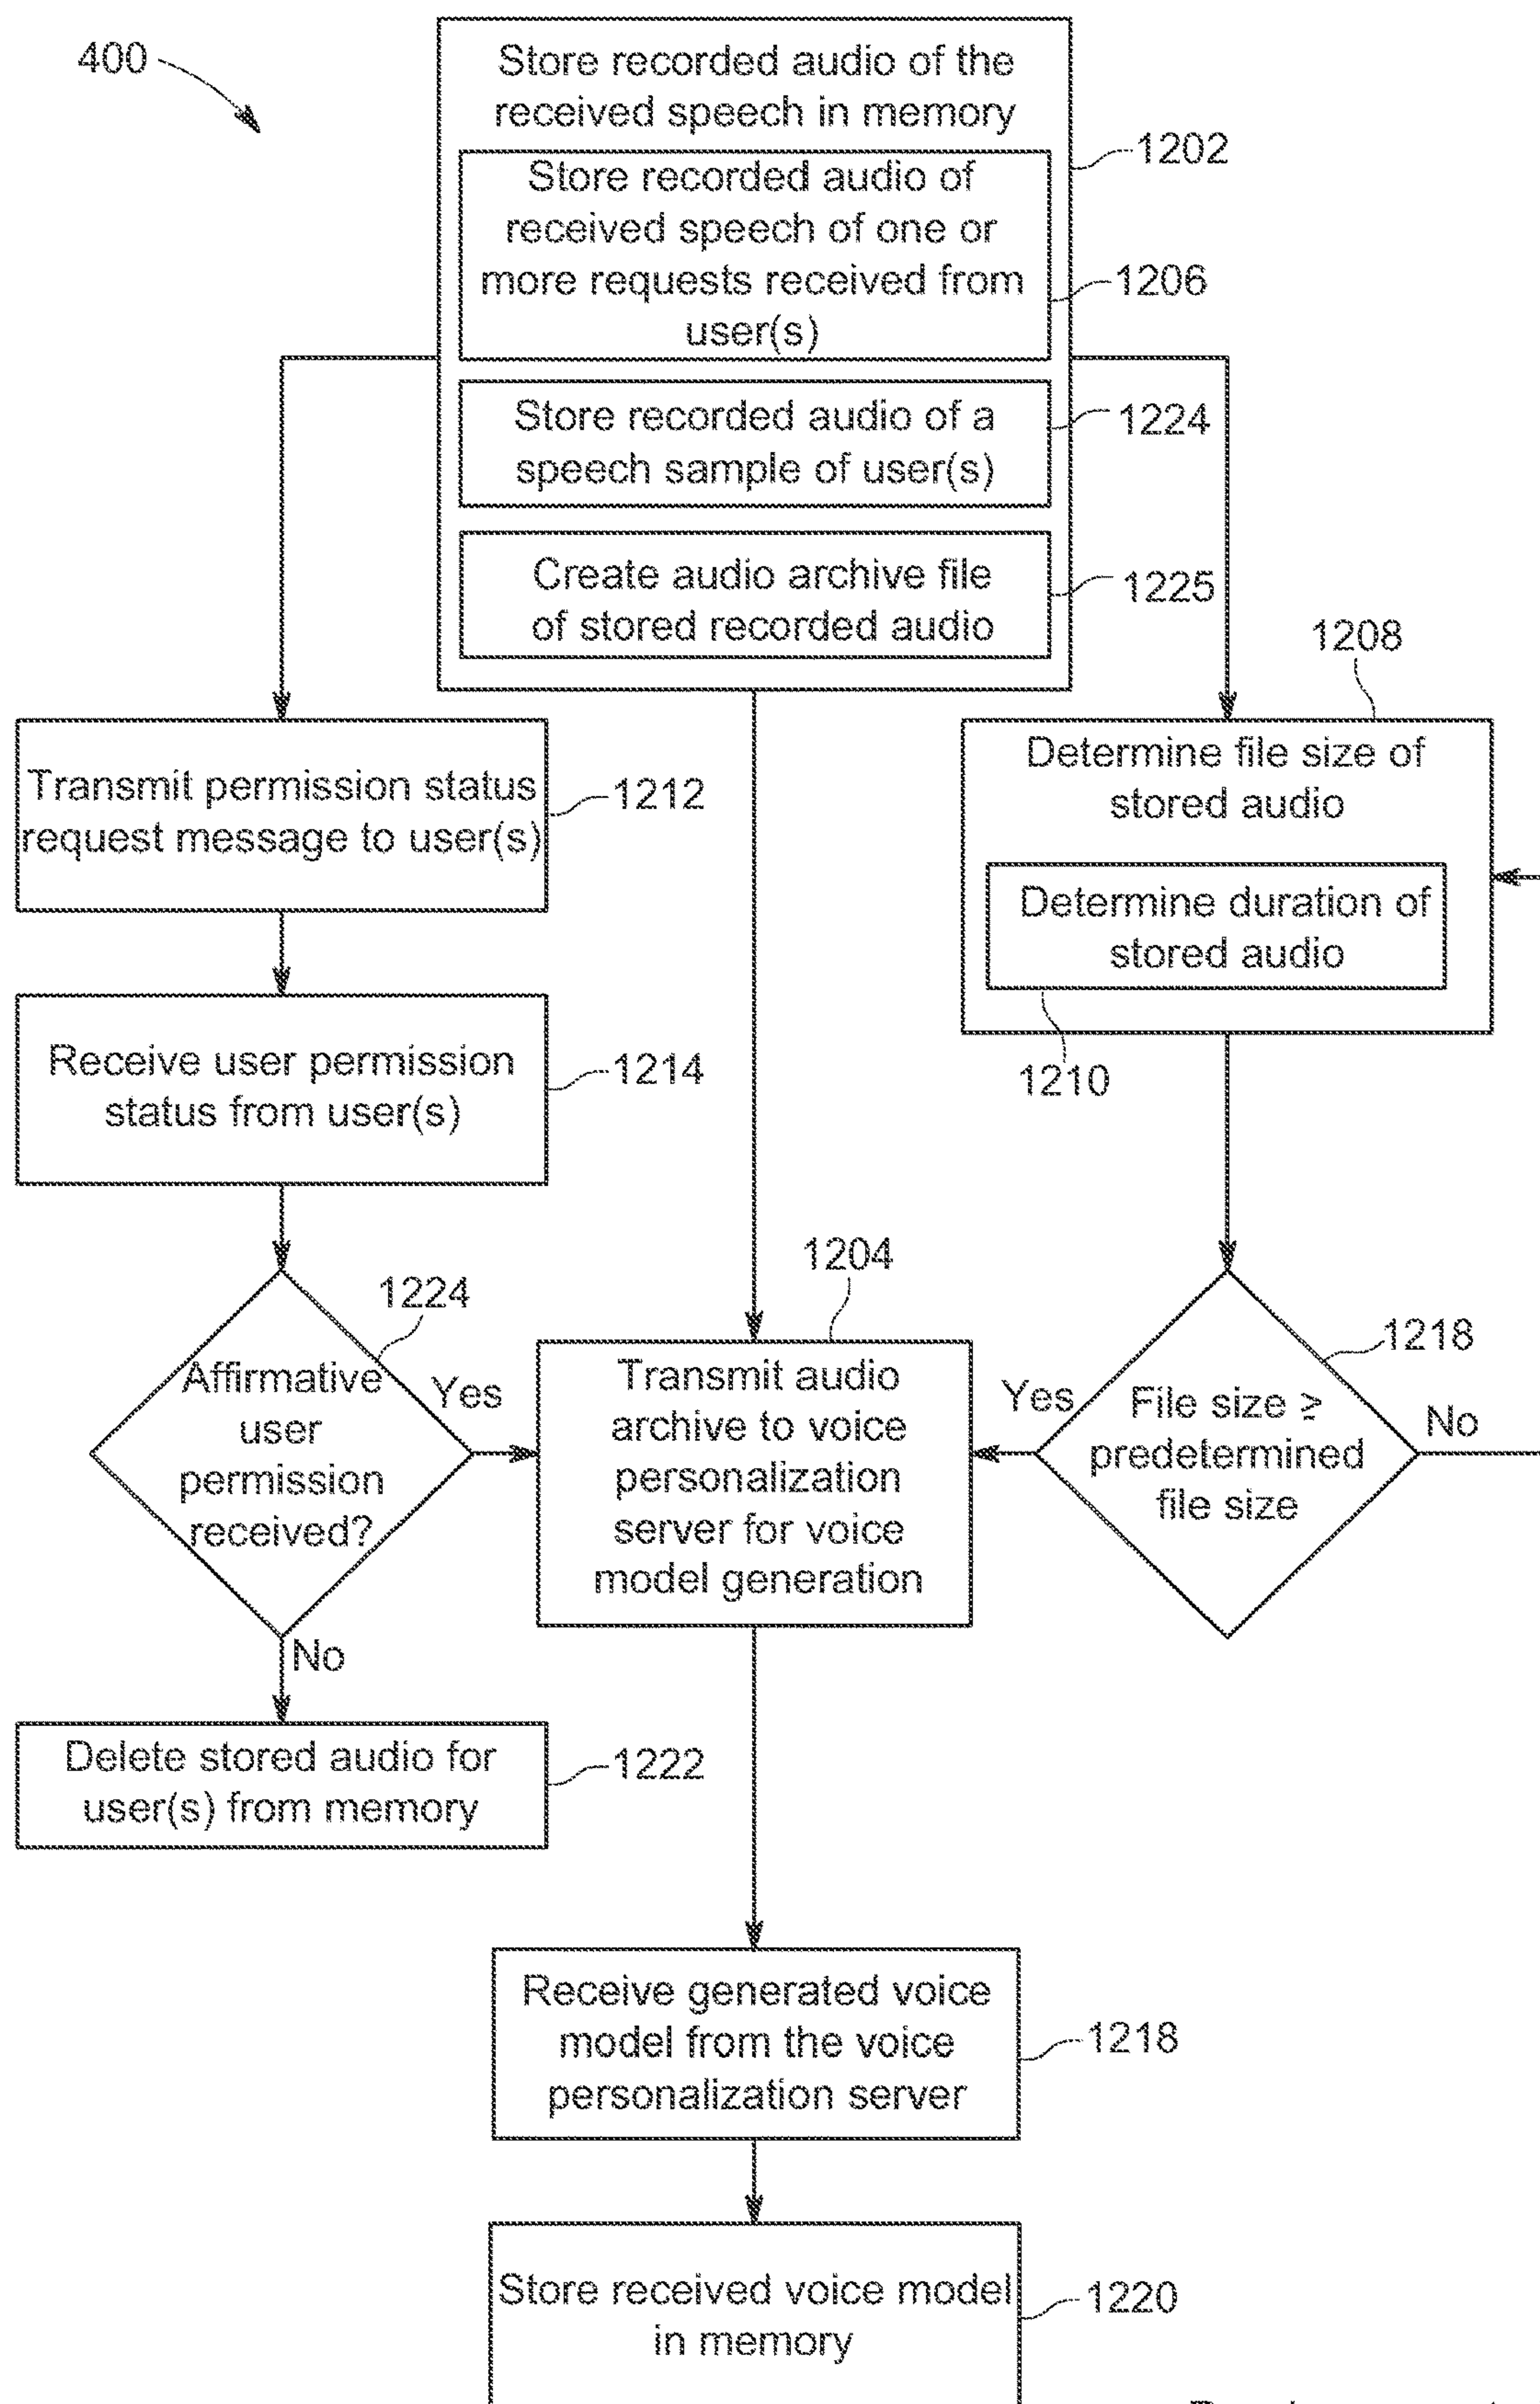 400
Store recorded audio of the
received speech in memory
1202
Store recorded audio of
received speech of one or
more requests received from
user(s)
1206
Store recorded audio of a
speech sample of user(s)
1224
Create audio archive file
of stored recorded audio
1225
1208
Transmit permission status
request message to user(s)
1212
Determine file size of
stored audio
Determine duration of
stored audio
1210
Receive user permission
status from user(s)
1214
1224
Affirmative
user
permission
received?
Yes
No
1204
Transmit audio
archive to voice
personalization
server for voice
model generation
1218
Yes
File size ≥
predetermined
file size
No
Delete stored audio for
user(s) from memory
1222
Receive generated voice
model from the voice
personalization server
1218
Store received voice model
in memory
1220